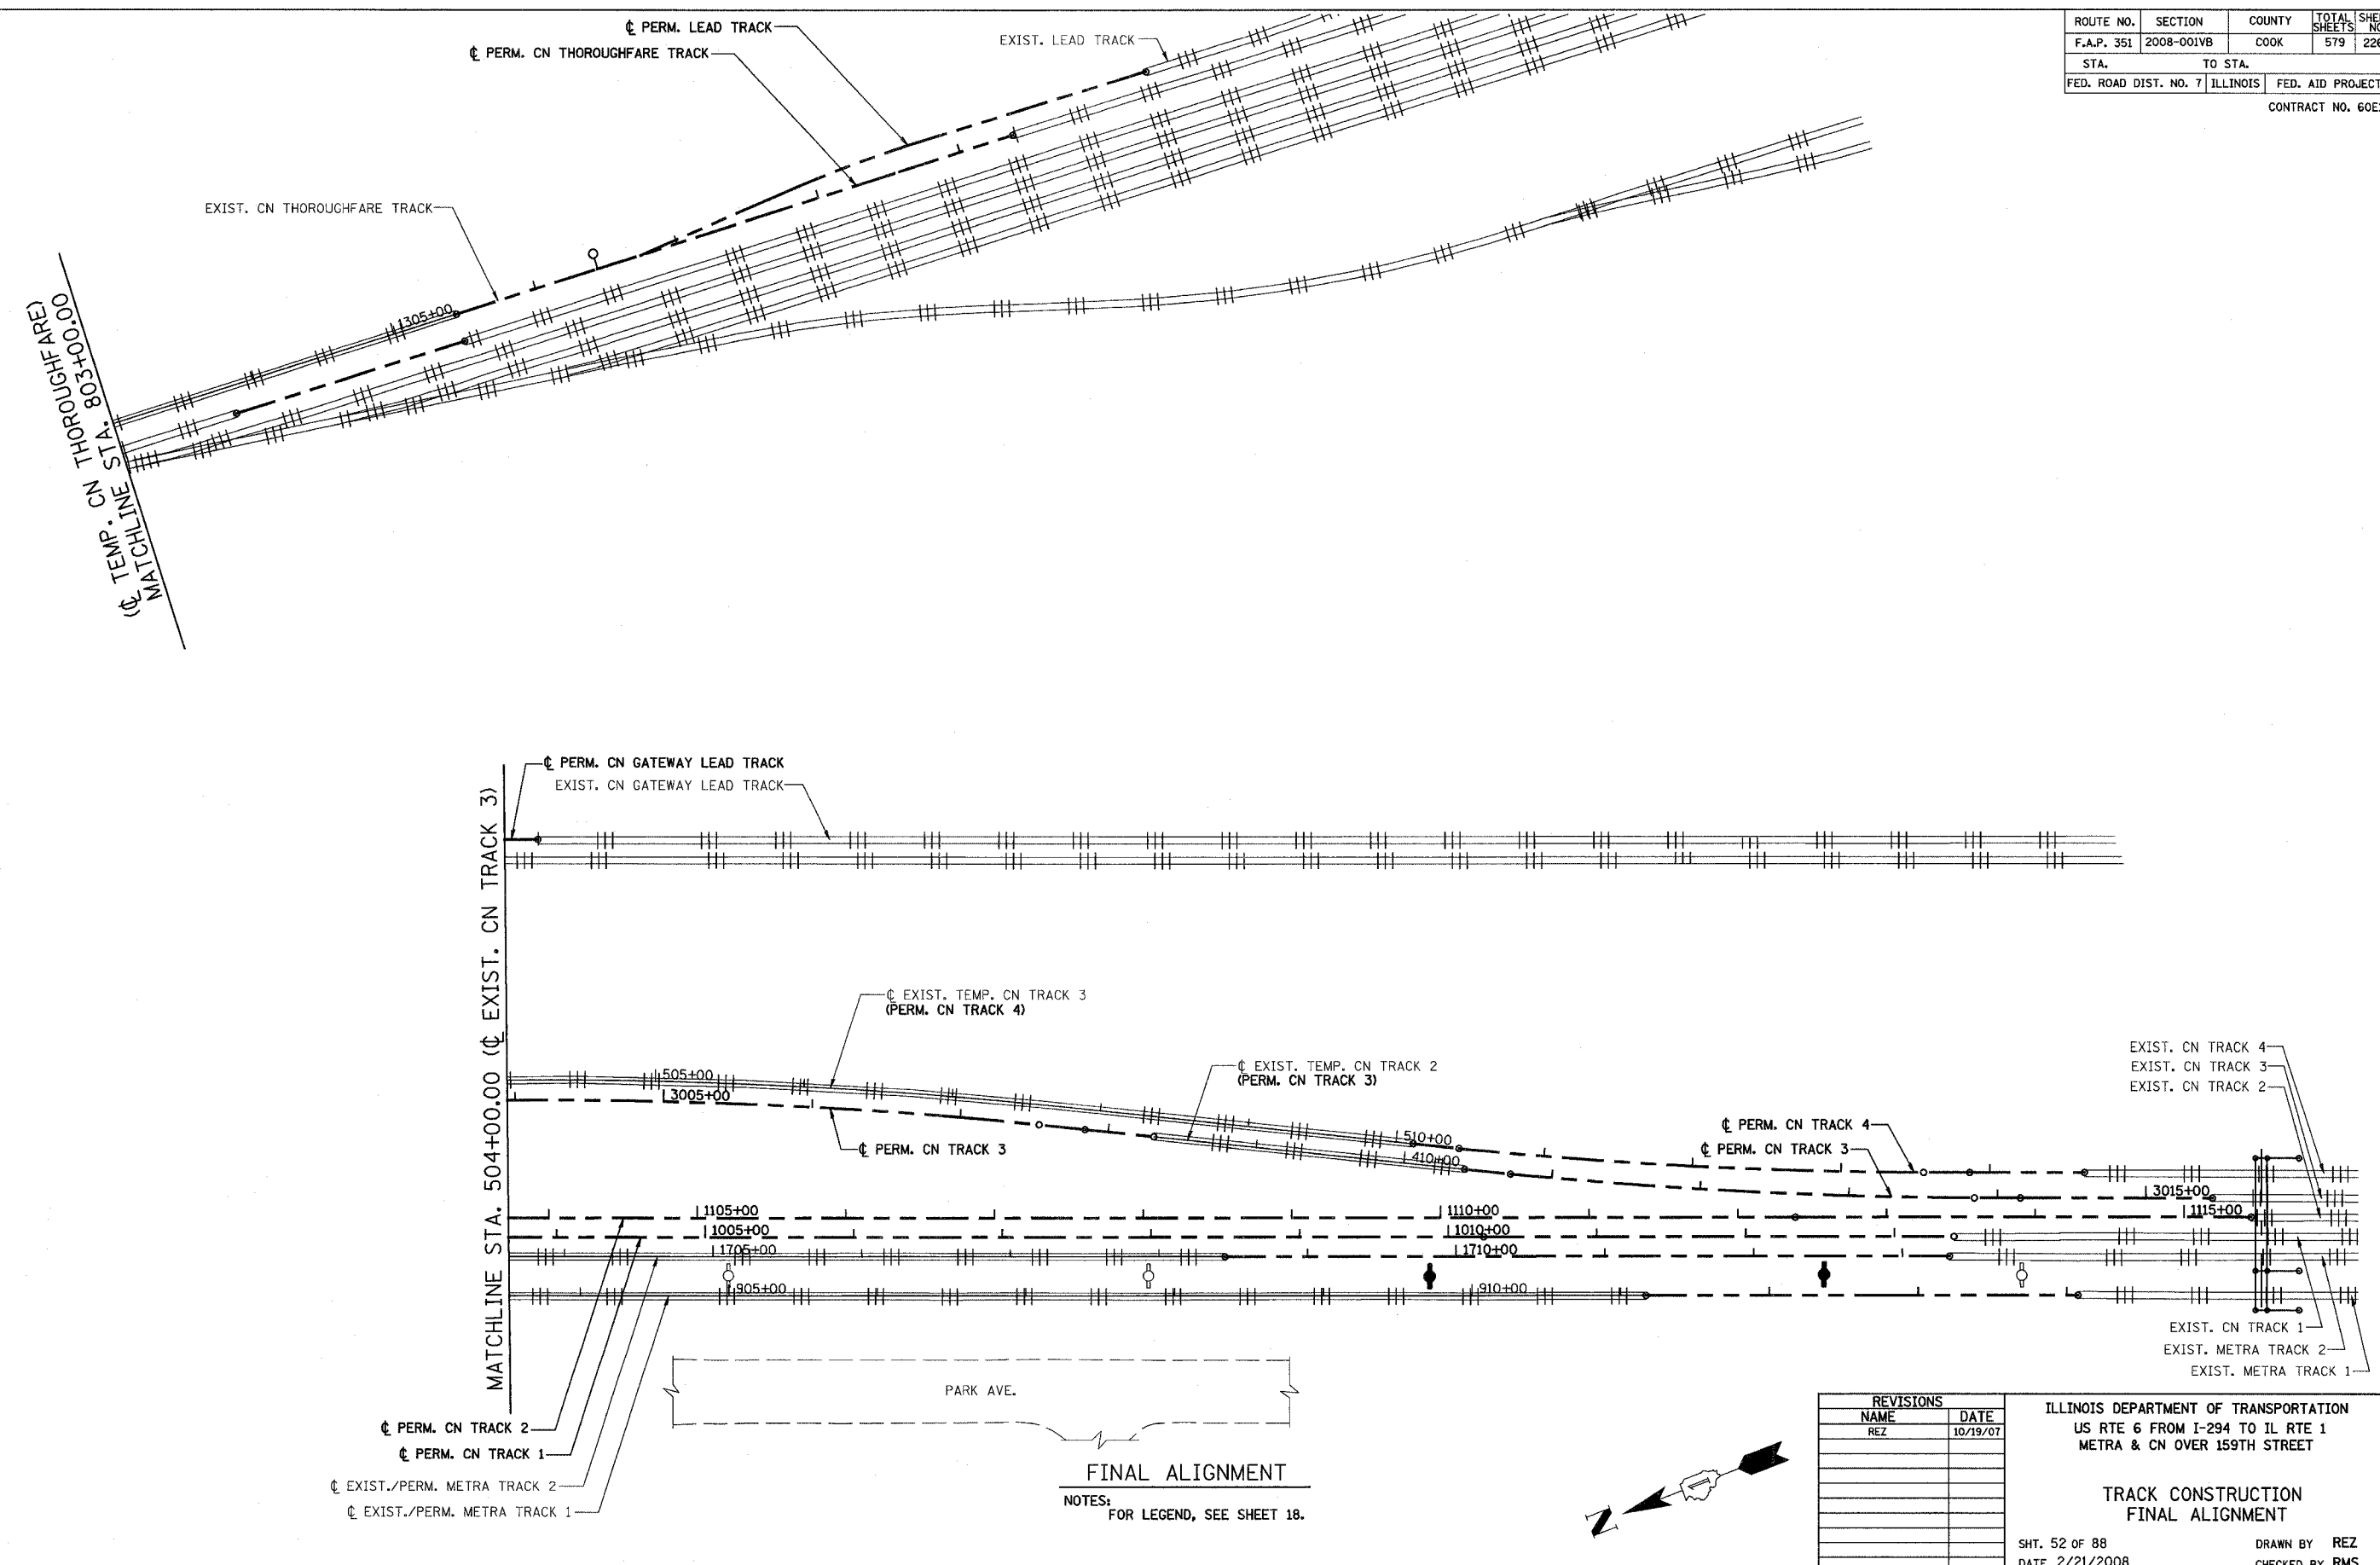 ROUTE NO. SECTION COUNTY TOTAL SHEETS
F.A.P. 351 2008-001VB COOK 579
STA. TO STA.
FED. ROAD DIST. NO. 7 ILLINOIS FED. AID PROJECT
CONTRACT NO.
℄ PERM. LEAD TRACK
℄ PERM. CN THOROUGHFARE TRACK
EXIST. LEAD TRACK
EXIST. CN THOROUGHFARE TRACK
1305+00
(℄ TEMP. CN THOROUGHFARE)
MATCHLINE STA. 803+00.00
℄ PERM. CN GATEWAY LEAD TRACK
EXIST. CN GATEWAY LEAD TRACK
MATCHLINE STA. 504+00.00 (℄ EXIST. CN TRACK 3)
℄ EXIST. TEMP. CN TRACK 3
(PERM. CN TRACK 4)
℄ EXIST. TEMP. CN TRACK 2
(PERM. CN TRACK 3)
EXIST. CN TRACK 4
EXIST. CN TRACK 3
EXIST. CN TRACK 2
505+00
3005+00
℄ PERM. CN TRACK 3
510+00
410+00
℄ PERM. CN TRACK 4
℄ PERM. CN TRACK 3
3015+00
1105+00
1110+00
1115+00
1005+00
1010+00
1705+00
1710+00
905+00
910+00
EXIST. CN TRACK 1
EXIST. METRA TRACK 2
EXIST. METRA TRACK 1
PARK AVE.
℄ PERM. CN TRACK 2
℄ PERM. CN TRACK 1
℄ EXIST./PERM. METRA TRACK 2
℄ EXIST./PERM. METRA TRACK 1
FINAL ALIGNMENT
NOTES:
FOR LEGEND, SEE SHEET 18.
N
REVISIONS
NAME DATE
REZ 10/19/07
ILLINOIS DEPARTMENT OF TRANSPORTATION
US RTE 6 FROM I-294 TO IL RTE 1
METRA & CN OVER 159TH STREET
TRACK CONSTRUCTION
FINAL ALIGNMENT
SHT. 52 OF 88 DRAWN BY REZ
DATE 2/21/2008 CHECKED BY RMS